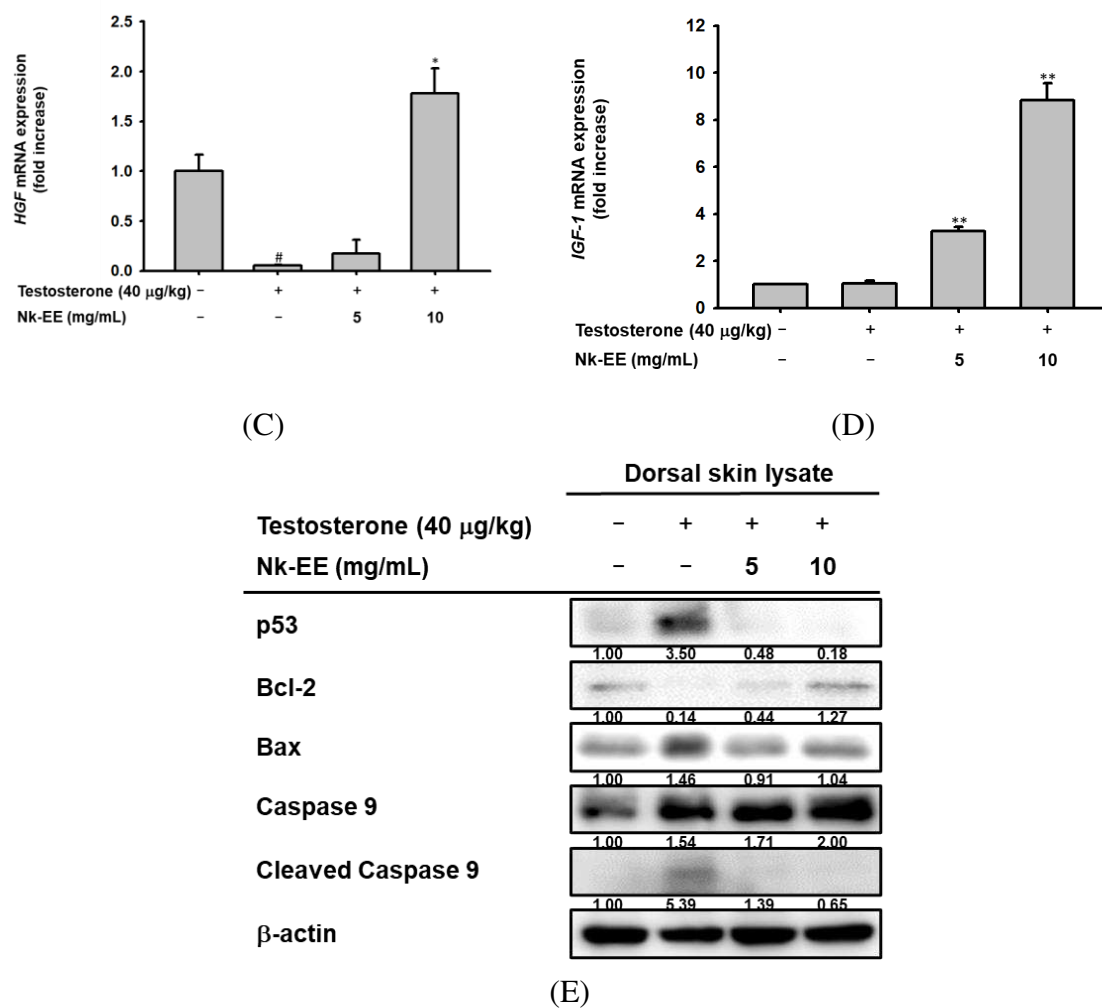 HGF mRNA expression
(fold increase)
2.5
2.0
1.5
1.0
0.5
0.0
#
*
Testosterone (40 μg/kg) − + + +
Nk-EE (mg/mL) − − 5 10
(C)
IGF-1 mRNA expression
(fold increase)
12
10
8
6
4
2
0
**
**
Testosterone (40 μg/kg) − + + +
Nk-EE (mg/mL) − − 5 10
(D)
Dorsal skin lysate
Testosterone (40 μg/kg) − + + +
Nk-EE (mg/mL) − − 5 10
p53
1.00 3.50 0.48 0.18
Bcl-2
1.00 0.14 0.44 1.27
Bax
1.00 1.46 0.91 1.04
Caspase 9
1.00 1.54 1.71 2.00
Cleaved Caspase 9
1.00 5.39 1.39 0.65
β-actin
(E)